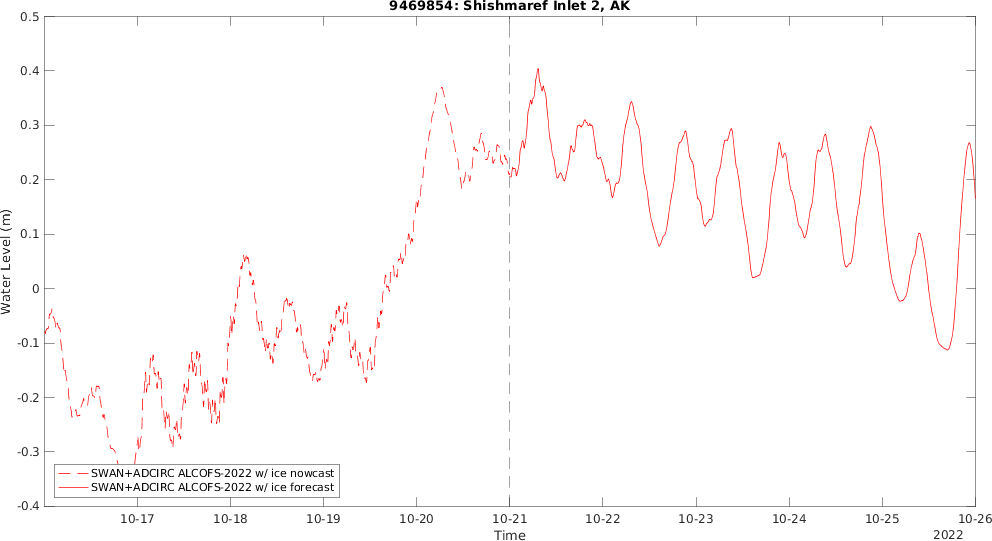 9469854: Shishmaref Inlet 2, AK
0.5
0.4
0.3
0.2
0.1
0
-0.1
-0.2
-0.3
-0.4
Water Level (m)
SWAN+ADCIRC ALCOFS-2022 w/ ice nowcast
SWAN+ADCIRC ALCOFS-2022 w/ ice forecast
10-17 10-18 10-19 10-20 10-21 10-22 10-23 10-24 10-25 10-26
Time
2022